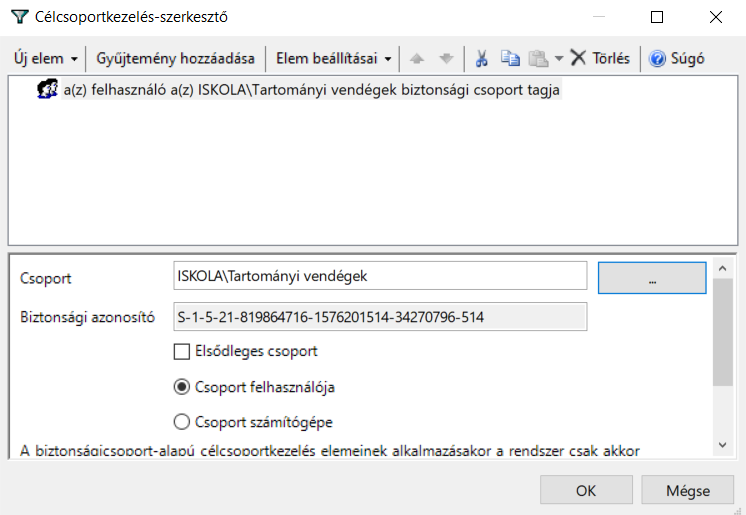 Célcsoportkezelés-szerkesztő
Új elem Gyűjtemény hozzáadása Elem beállításai Törlés Súgó
a(z) felhasználó a(z) ISKOLA\Tartományi vendégek biztonsági csoport tagja
Csoport ISKOLA\Tartományi vendégek ...
Biztonsági azonosító S-1-5-21-819864716-1576201514-34270796-514
Elsődleges csoport
Csoport felhasználója
Csoport számítógépe
A biztonságicsoport-alapú célcsoportkezelés elemeinek alkalmazásakor a rendszer csak akkor
OK Mégse